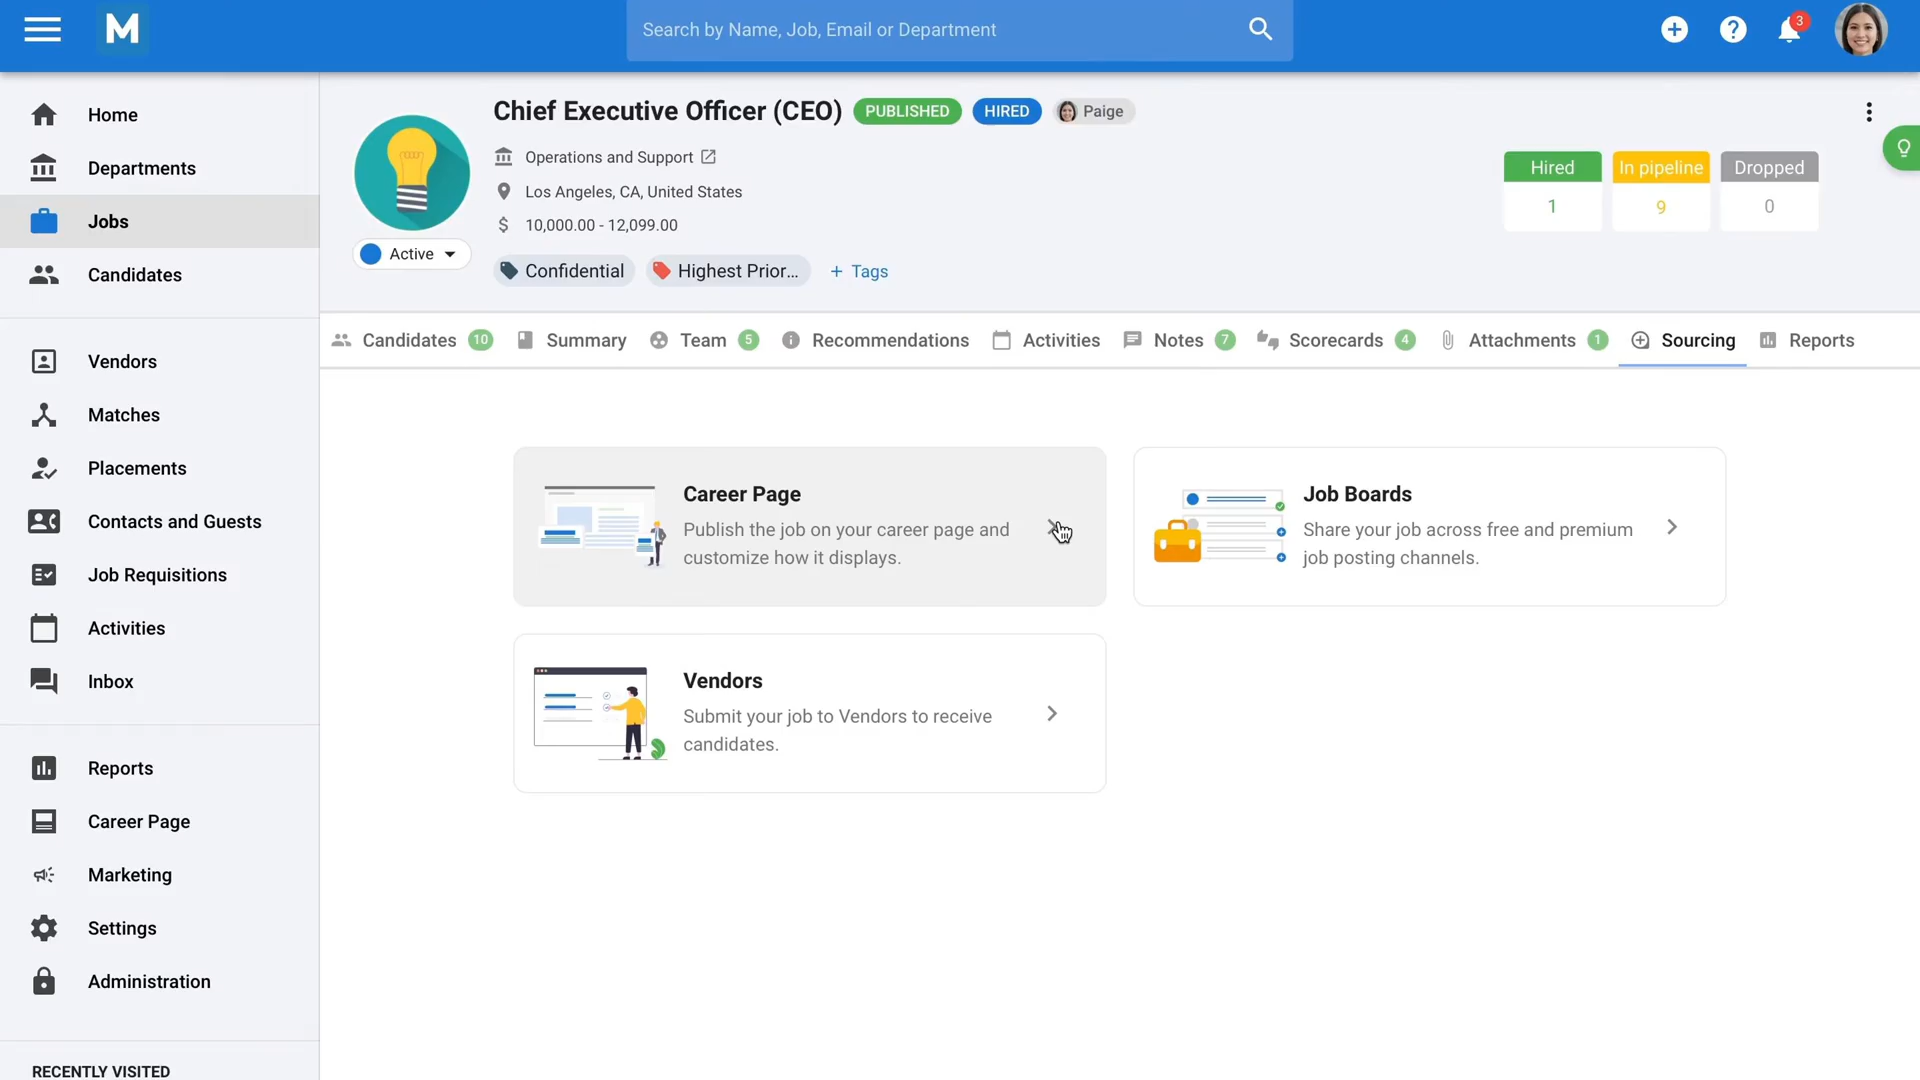 M
Search by Name, Job, Email or Department
3
Home
Departments
Jobs
Candidates
Vendors
Matches
Placements
Contacts and Guests
Job Requisitions
Activities
Inbox
Reports
Career Page
Marketing
Settings
Administration
RECENTLY VISITED
Chief Executive Officer (CEO) PUBLISHED HIRED Paige
Operations and Support
Los Angeles, CA, United States
$ 10,000.00 - 12,099.00
Active
Confidential Highest Prior... + Tags
Hired In pipeline Dropped
1 9 0
Candidates 10 Summary Team 5 Recommendations Activities Notes 7 Scorecards 4 Attachments 1 Sourcing Reports
Career Page
Publish the job on your career page and
customize how it displays.
Job Boards
Share your job across free and premium
job posting channels.
Vendors
Submit your job to Vendors to receive
candidates.